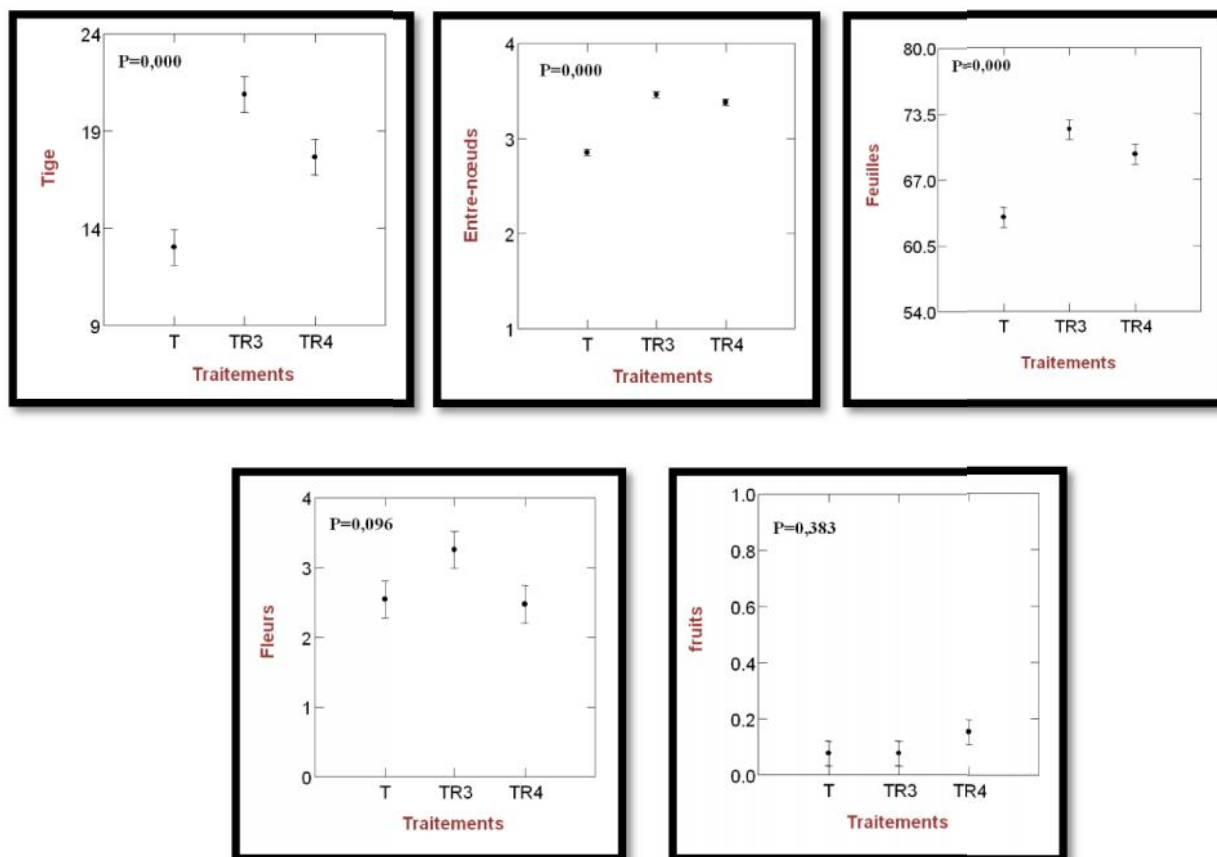 24
P=0,000
19
Tige
14
9
T TR3 TR4
Traitements
4
P=0,000
3
Entre-nœuds
2
1
T TR3 TR4
Traitements
80.0
P=0,000
73.5
Feuilles
67.0
60.5
54.0
T TR3 TR4
Traitements
4
P=0,096
3
Fleurs
2
1
0
T TR3 TR4
Traitements
1.0
P=0,383
0.8
0.6
fruits
0.4
0.2
0.0
T TR3 TR4
Traitements